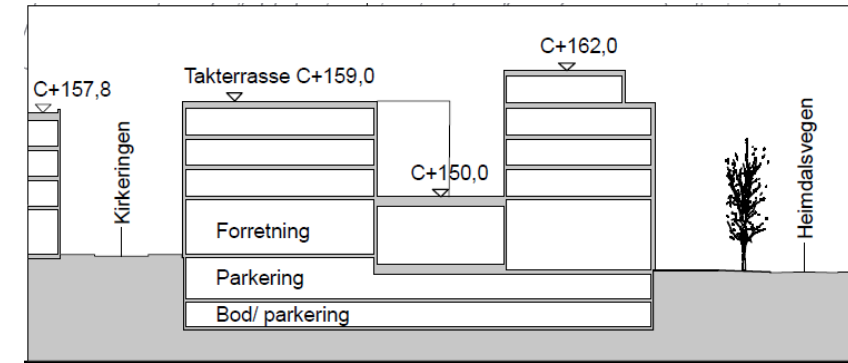 C+162,0
Takterrasse C+159,0
C+157,8
Kirkeringen
C+150,0
Heimdalsvegen
Forretning
Parkering
Bod/ parkering